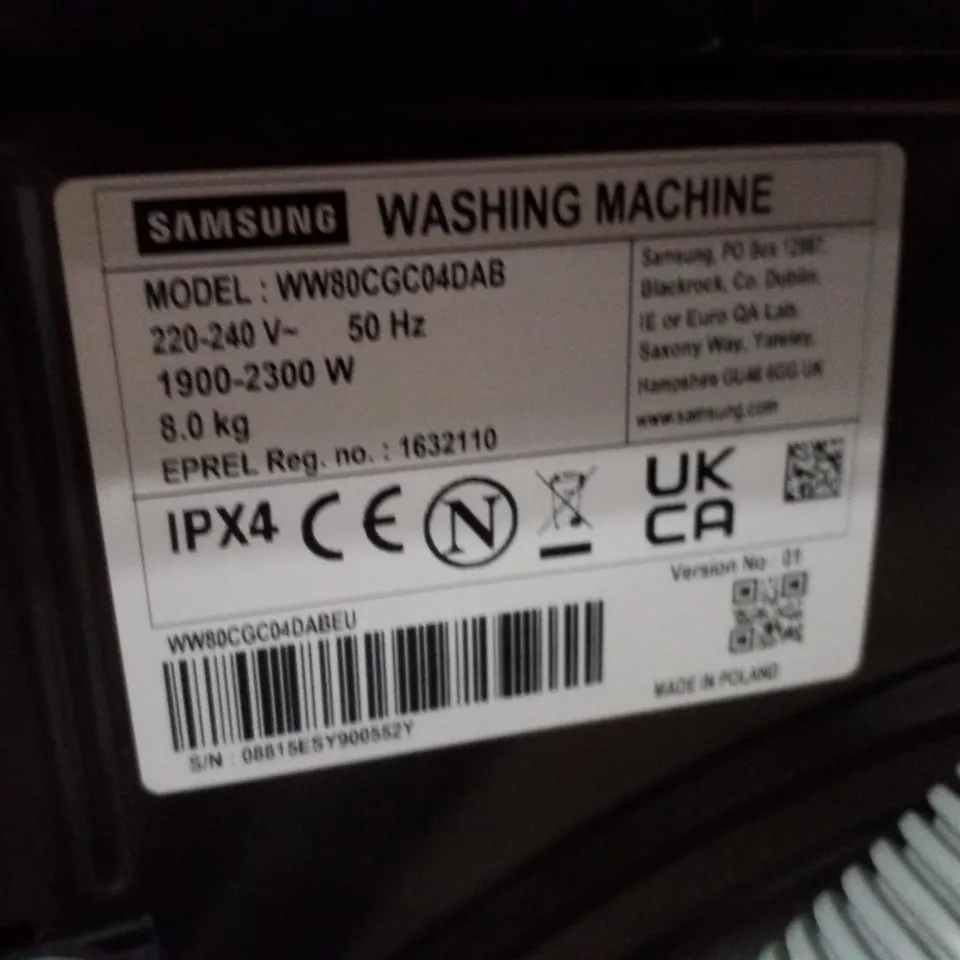 SAMSUNG WASHING MACHINE
MODEL : WW80CGC04DAB
220-240 V~ 50 Hz
1900-2300 W
8.0 kg
EPREL Reg. no. : 1632110
Samsung, PO Box 12987,
Blackrock, Co. Dublin.
IE or Euro QA Lab.
Saxony Way, Yateley,
Hampshire GU46 6GG UK
www.samsung.com
IPX4 CE N UK
CA
Version No : 01
WW80CGC04DABEU
S/N : 08815ESY900552Y
MADE IN POLAND